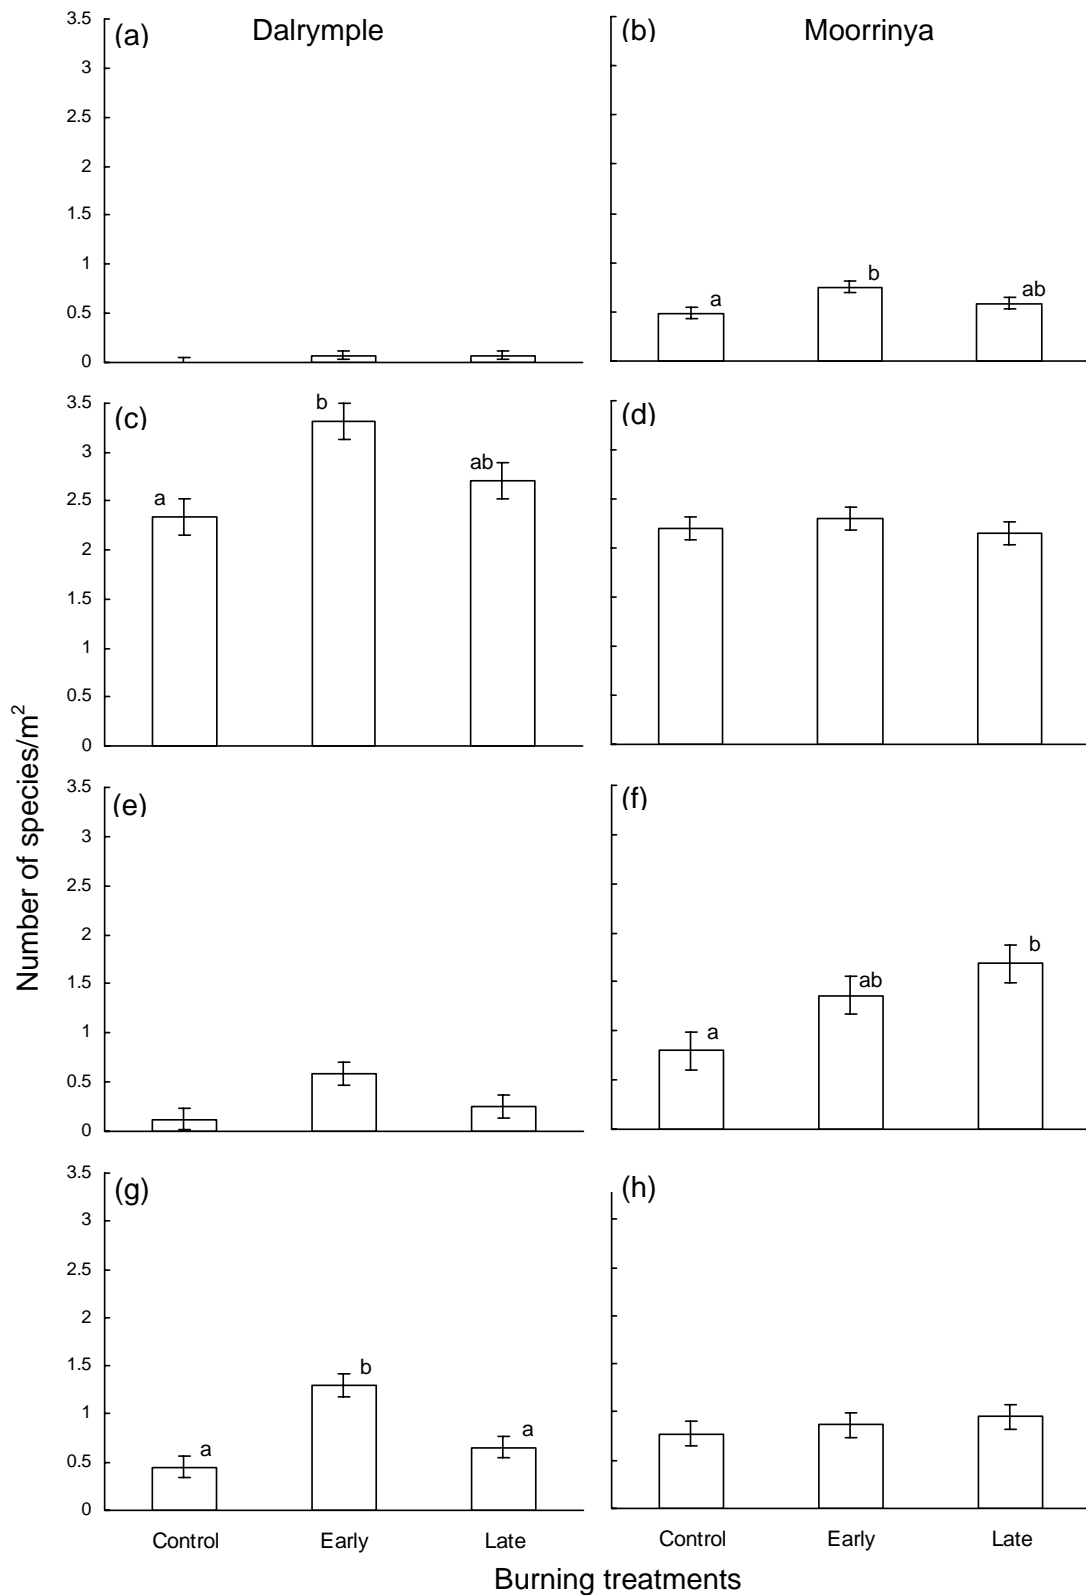 (a) Dalrymple
(b) Moorrinya
3.5
3
2.5
2
1.5
1
0.5
0
a
b
ab
(c)
(d)
3.5
3
2.5
2
1.5
1
0.5
0
a
b
ab
(e)
(f)
3.5
3
2.5
2
1.5
1
0.5
0
a
ab
b
(g)
(h)
3.5
3
2.5
2
1.5
1
0.5
0
a
b
a
Control Early Late
Control Early Late
Number of species/m²
Burning treatments